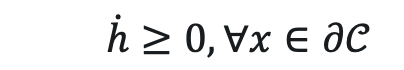 ḣ ≥ 0, ∀x ∈ ∂𝒞